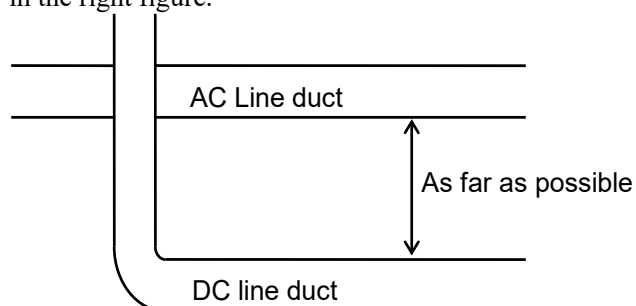 in the right figure.
AC Line duct
As far as possible
DC line duct